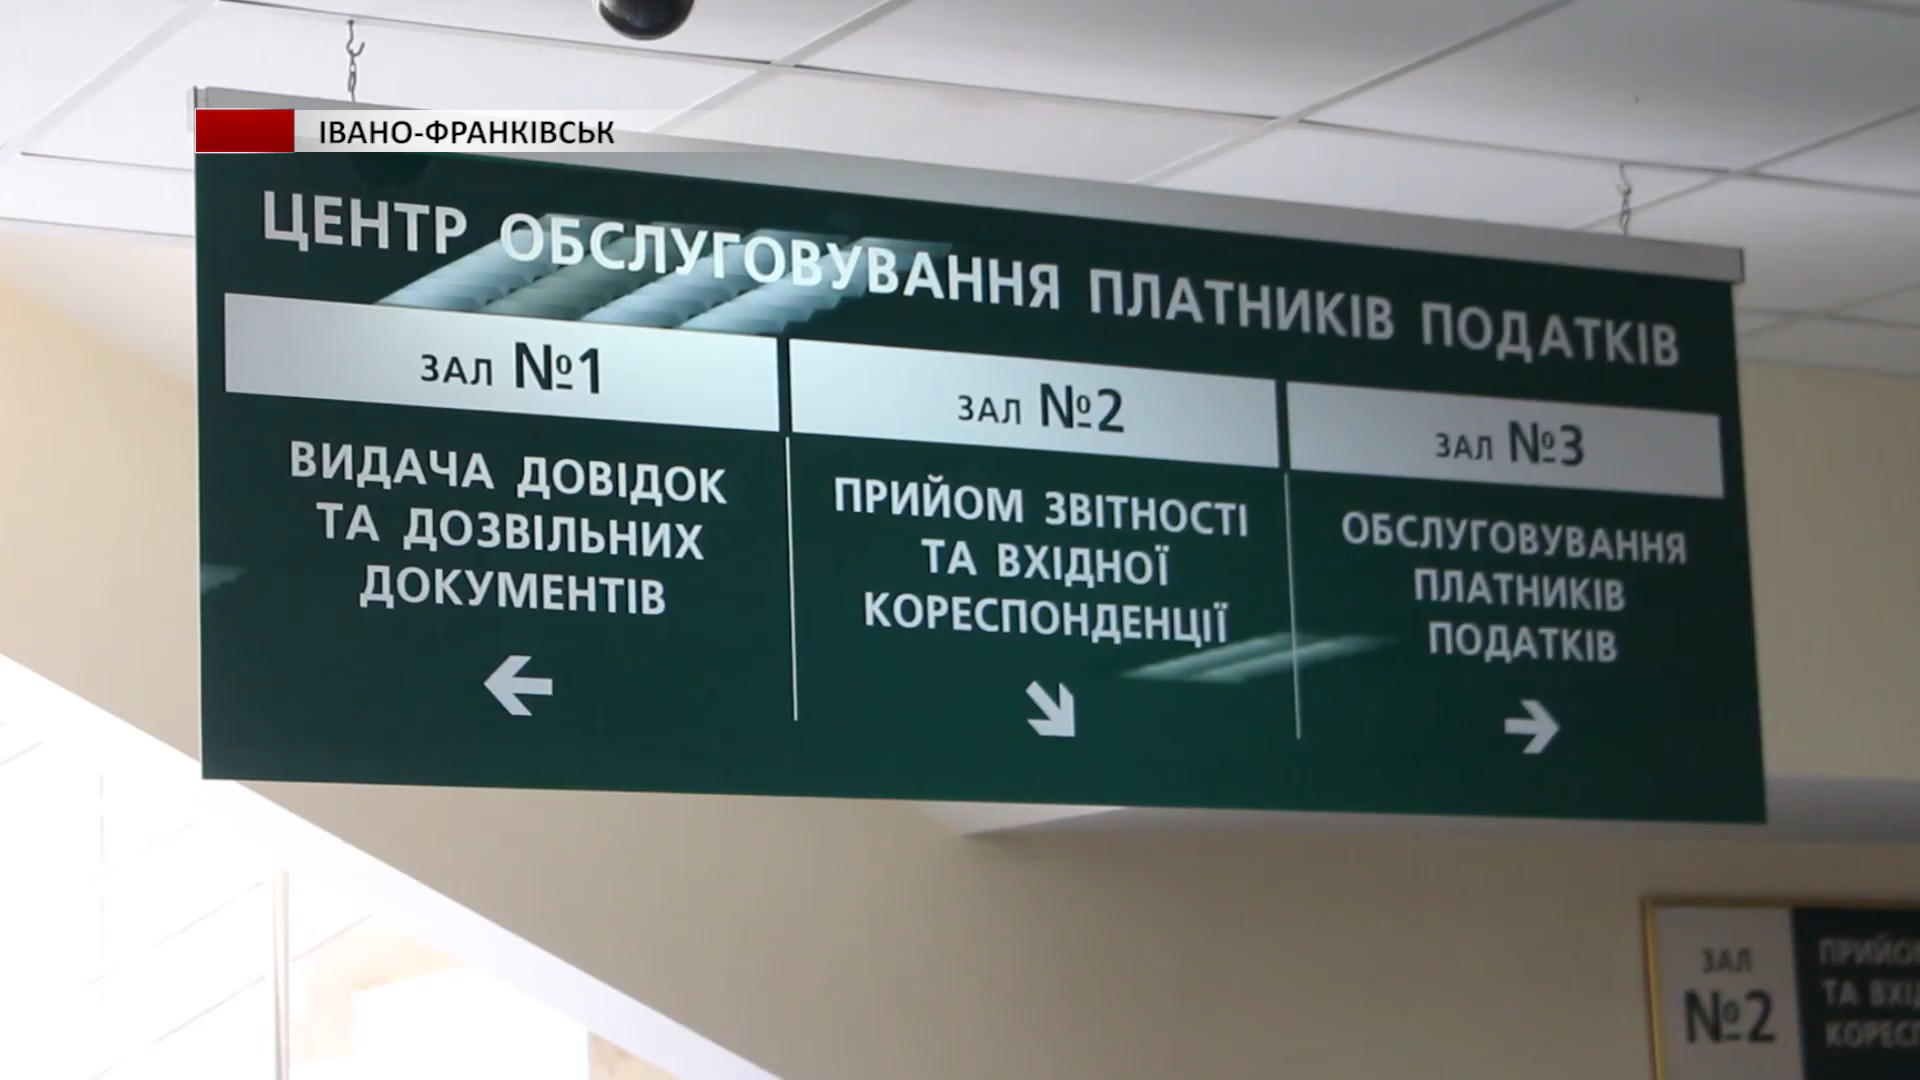 ІВАНО-ФРАНКІВСЬК
ЦЕНТР ОБСЛУГОВУВАННЯ ПЛАТНИКІВ ПОДАТКІВ
ЗАЛ №1
ВИДАЧА ДОВІДОК
ТА ДОЗВІЛЬНИХ
ДОКУМЕНТІВ
ЗАЛ №2
ПРИЙОМ ЗВІТНОСТІ
ТА ВХІДНОЇ
КОРЕСПОНДЕНЦІЇ
ЗАЛ №3
ОБСЛУГОВУВАННЯ
ПЛАТНИКІВ
ПОДАТКІВ
ЗАЛ
№2
ТА